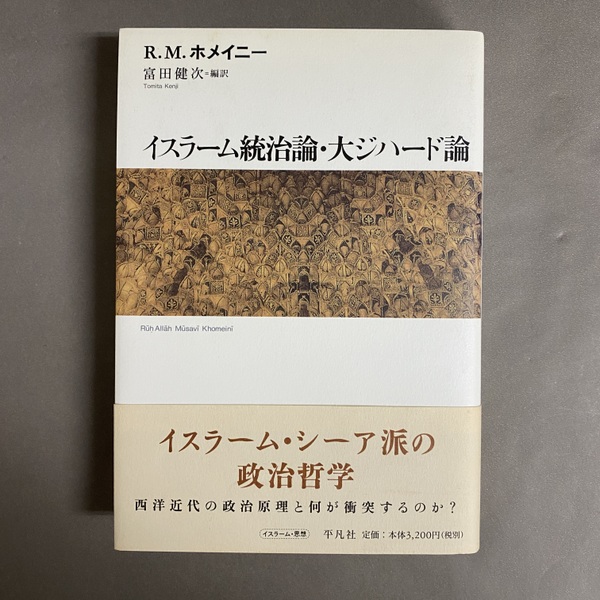 R.M.ホメイニー
富田健次=編訳
Tomita Kenji
イスラーム統治論・大ジハード論
Rūh Allāh Mūsavī Khomeinī
イスラーム・シーア派の
政治哲学
西洋近代の政治原理と何が衝突するのか?
イスラーム・思想 平凡社 定価:本体3,200円(税別)